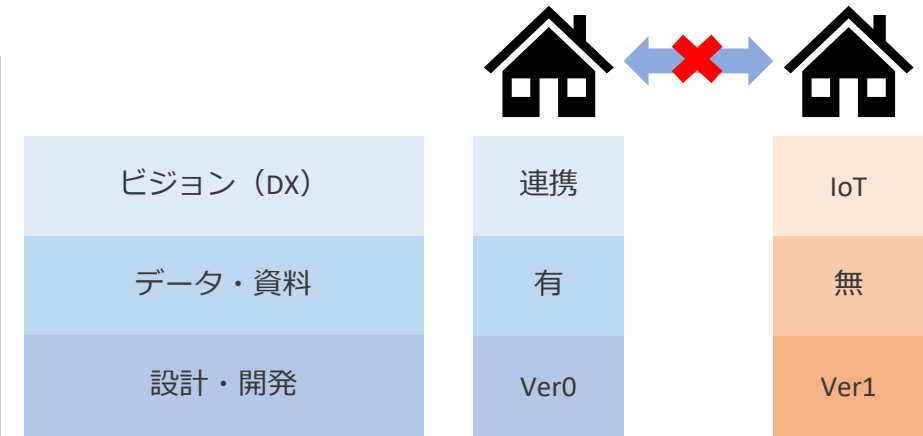 ビジョン（DX）
連携
IoT
データ・資料
有
無
設計・開発
Ver0
Ver1